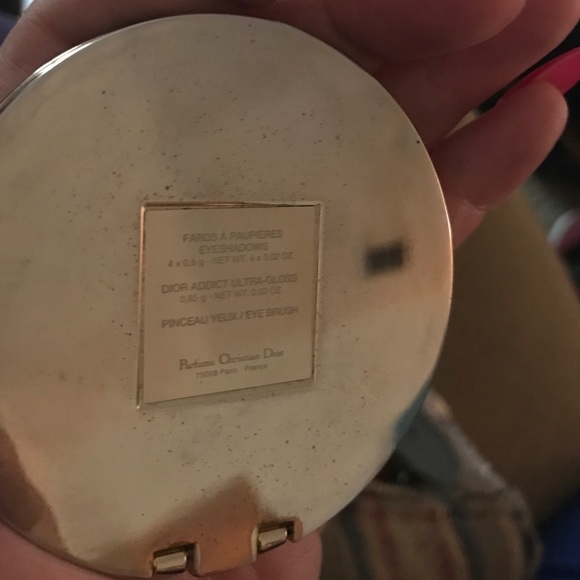 FARDS A PAUPIÈRES
EYESHADOWS
4 x 0.6 g - NET WT. 4 x 0.02 OZ.
DIOR ADDICT ULTRA-GLOSS
0.85 g - NET WT. 0.02 OZ.
PINCEAU YEUX / EYE BRUSH
Parfums Christian Dior
75008 Paris - France